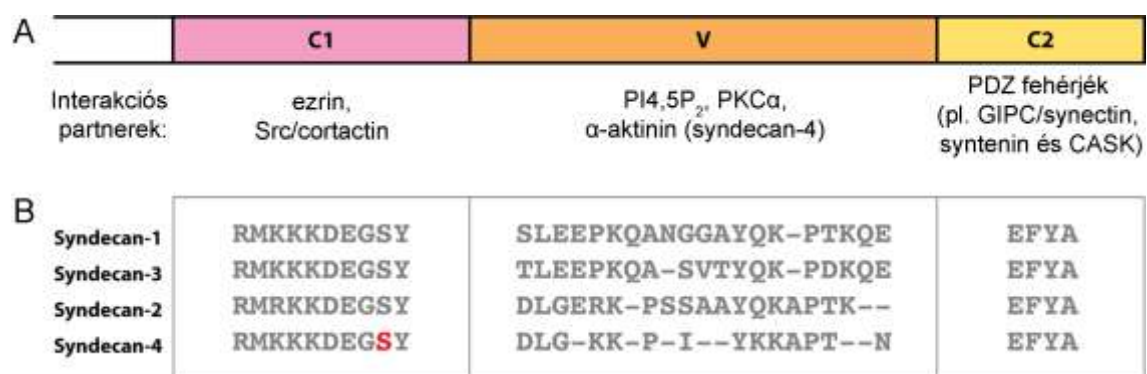 A
C1 V C2
Interakciós
partnerek:
ezrin,
Src/cortactin
PI4,5P₂, PKCα,
α-aktinin (syndecan-4)
PDZ fehérjék
(pl. GIPC/synectin,
syntenin és CASK)
B
Syndecan-1 RMKKKDEGSY SLEEPKQANGGAYQK-PTKQE EFYA
Syndecan-3 RMKKKDEGSY TLEEPKQA-SVTYQK-PDKQE EFYA
Syndecan-2 RMRKKDEGSY DLGERK-PSSAAYQKAPTK-- EFYA
Syndecan-4 RMKKKDEGSY DLG-KK-P-I--YKKAPT--N EFYA